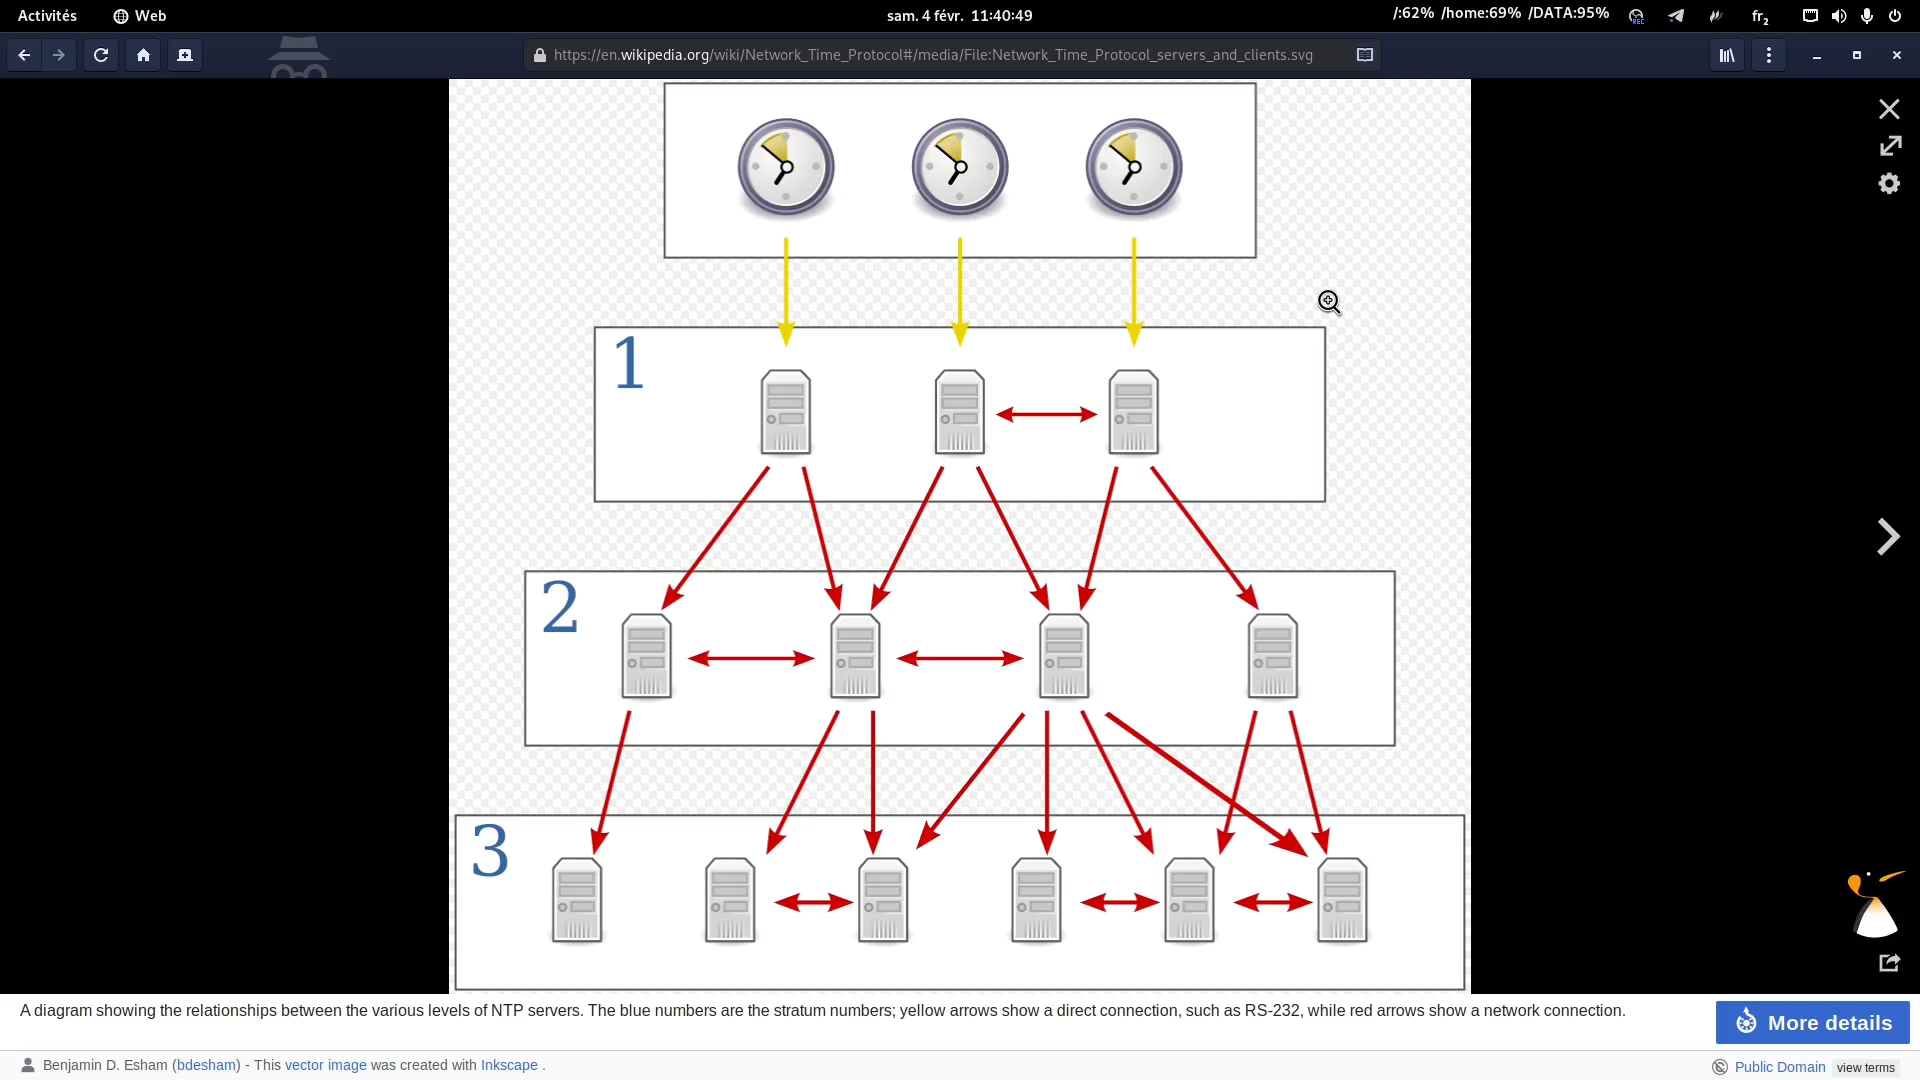 Activités Web sam. 4 févr. 11:40:49 /:62% /home:69% /DATA:95% REC fr2
https://en.wikipedia.org/wiki/Network_Time_Protocol#/media/File:Network_Time_Protocol_servers_and_clients.svg
1
2
3
A diagram showing the relationships between the various levels of NTP servers. The blue numbers are the stratum numbers; yellow arrows show a direct connection, such as RS-232, while red arrows show a network connection.
More details
Benjamin D. Esham (bdesham) - This vector image was created with Inkscape .
Public Domain view terms